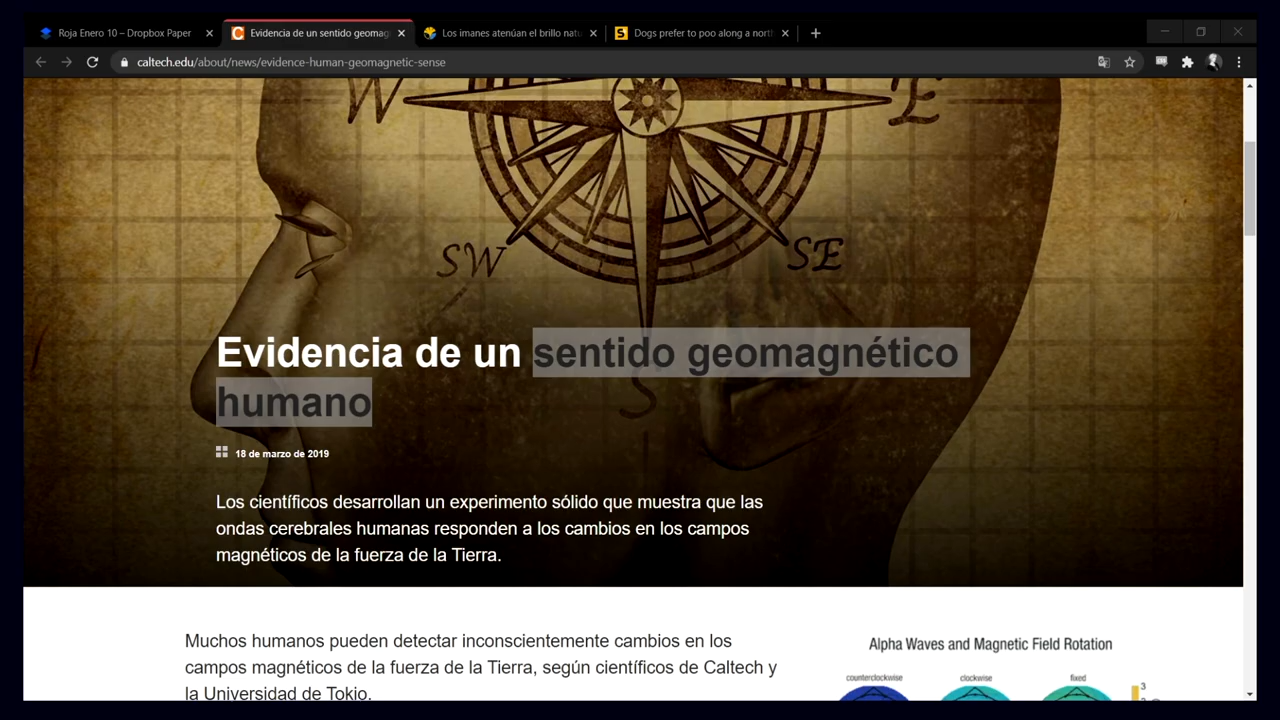 Roja Enero 10 – Dropbox Paper
Evidencia de un sentido geomag
Los imanes atenúan el brillo natu
Dogs prefer to poo along a nort
caltech.edu/about/news/evidence-human-geomagnetic-sense
W
E
SW
SE
S
Evidencia de un sentido geomagnético
humano
18 de marzo de 2019
Los científicos desarrollan un experimento sólido que muestra que las
ondas cerebrales humanas responden a los cambios en los campos
magnéticos de la fuerza de la Tierra.
Muchos humanos pueden detectar inconscientemente cambios en los
campos magnéticos de la fuerza de la Tierra, según científicos de Caltech y
la Universidad de Tokio.
Alpha Waves and Magnetic Field Rotation
counterclockwise
clockwise
fixed
3